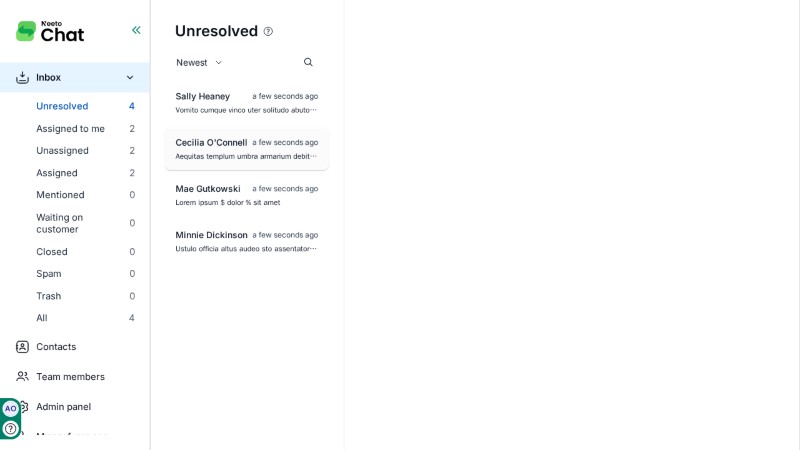 Neeto
Chat
Inbox
Unresolved 4
Assigned to me 2
Unassigned 2
Assigned 2
Mentioned 0
Waiting on
customer 0
Closed 0
Spam 0
Trash 0
All 4
Contacts
Team members
Admin panel
AO
Unresolved
Newest
Sally Heaney a few seconds ago
Vomito cumque vinco uter solitudo abuto···
Cecilia O'Connell a few seconds ago
Aequitas templum umbra armarium debit···
Mae Gutkowski a few seconds ago
Lorem ipsum $ dolor % sit amet
Minnie Dickinson a few seconds ago
Ustulo officia altus audeo sto assentator···